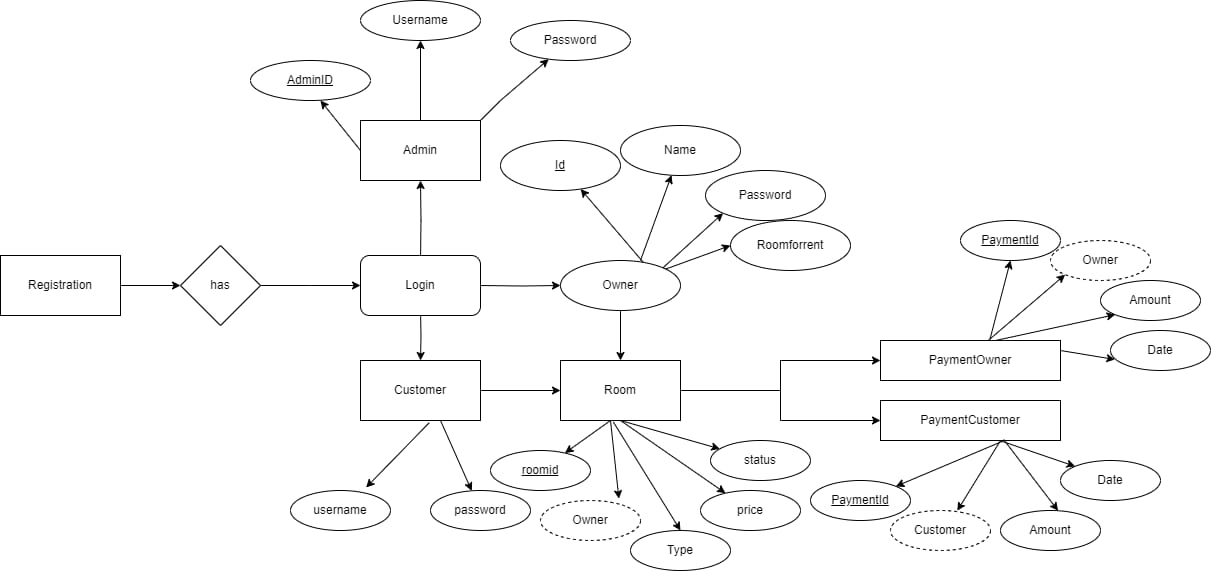 Username
Password
AdminID
Admin
Id
Name
Password
Roomforrent
PaymentId
Owner
Amount
Date
Registration
has
Login
Owner
Customer
Room
PaymentOwner
PaymentCustomer
username
password
roomid
Owner
Type
price
status
PaymentId
Customer
Amount
Date